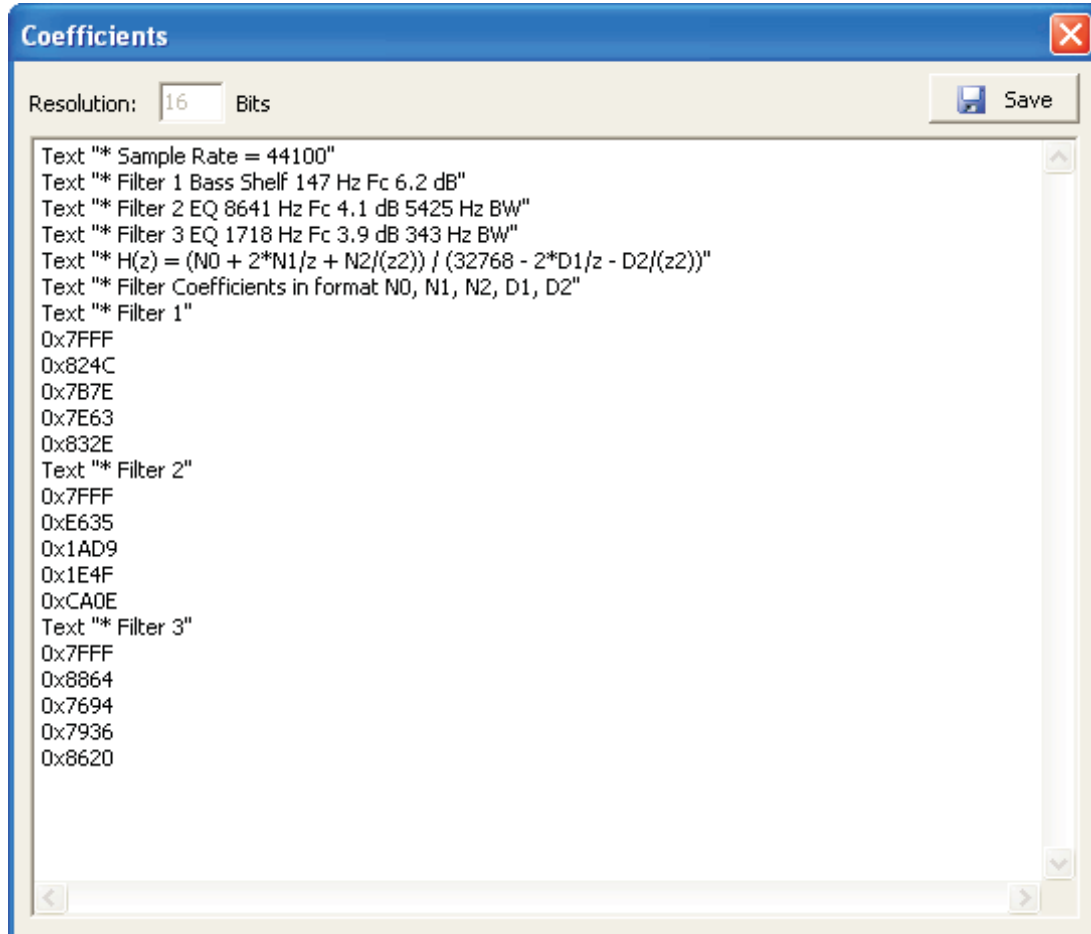 Coefficients
Resolution: 16 Bits Save
Text "* Sample Rate = 44100"
Text "* Filter 1 Bass Shelf 147 Hz Fc 6.2 dB"
Text "* Filter 2 EQ 8641 Hz Fc 4.1 dB 5425 Hz BW"
Text "* Filter 3 EQ 1718 Hz Fc 3.9 dB 343 Hz BW"
Text "* H(z) = (N0 + 2*N1/z + N2/(z2)) / (32768 - 2*D1/z - D2/(z2))"
Text "* Filter Coefficients in format N0, N1, N2, D1, D2"
Text "* Filter 1"
0x7FFF
0x824C
0x7B7E
0x7E63
0x832E
Text "* Filter 2"
0x7FFF
0xE635
0x1AD9
0x1E4F
0xCA0E
Text "* Filter 3"
0x7FFF
0x8864
0x7694
0x7936
0x8620